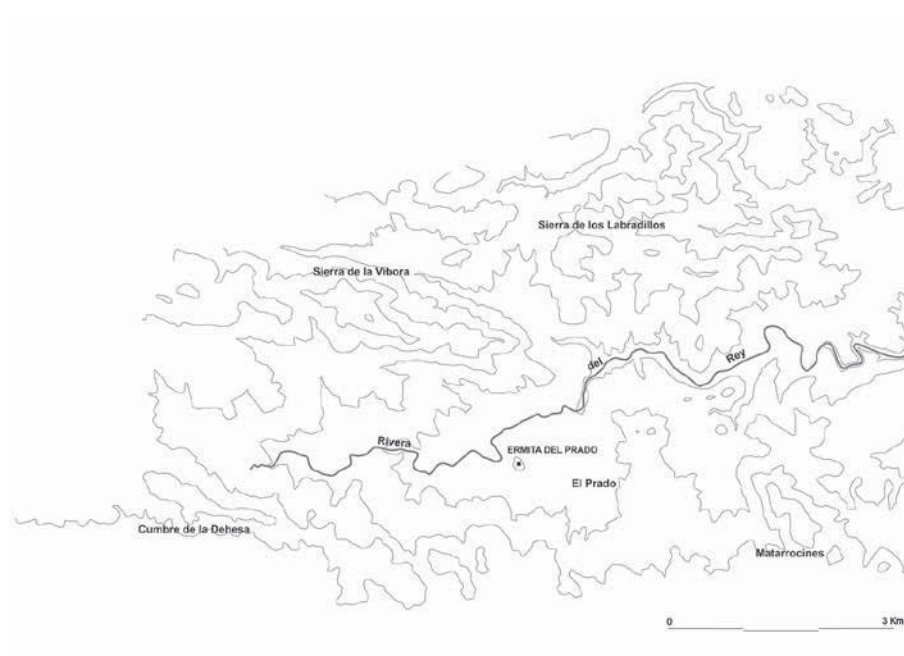 Sierra de los Labradillos
Sierra de la Vibora
Rivera del Rey
ERMITA DEL PRADO
El Prado
Cumbre de la Dehesa
Matarrocines
0 3 Km